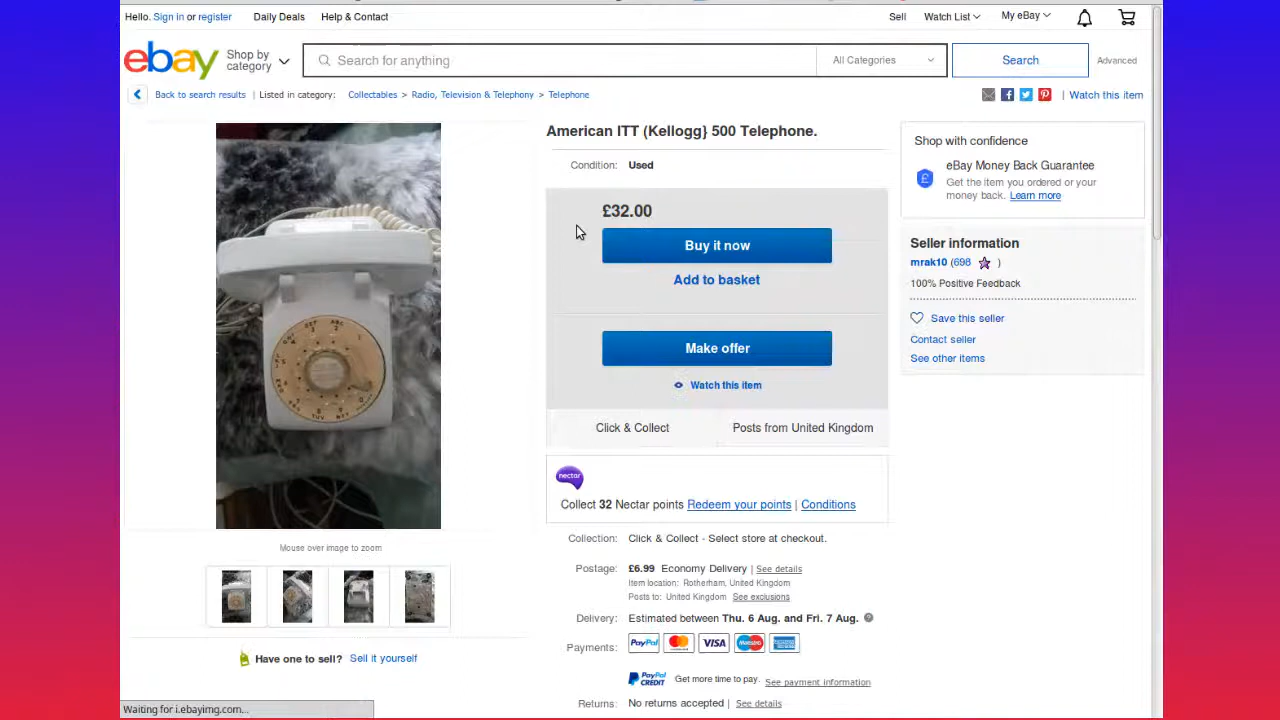 Hello. Sign in or register Daily Deals Help & Contact Sell Watch List My eBay
ebay Shop by category Search for anything All Categories Search Advanced
Back to search results | Listed in category: Collectables > Radio, Television & Telephony > Telephone | Watch this item
American ITT (Kellogg} 500 Telephone.
Condition: Used
£32.00
Buy it now
Add to basket
Make offer
Watch this item
Click & Collect Posts from United Kingdom
nectar
Collect 32 Nectar points Redeem your points | Conditions
Collection: Click & Collect - Select store at checkout.
Postage: £6.99 Economy Delivery | See details
Item location: Rotherham, United Kingdom
Posts to: United Kingdom See exclusions
Delivery: Estimated between Thu. 6 Aug. and Fri. 7 Aug.
Payments: PayPal VISA Maestro
PayPal CREDIT Get more time to pay. See payment information
Returns: No returns accepted | See details
Shop with confidence
eBay Money Back Guarantee
Get the item you ordered or your
money back. Learn more
Seller information
mrak10 (698 )
100% Positive Feedback
Save this seller
Contact seller
See other items
Mouse over image to zoom
Have one to sell? Sell it yourself
Waiting for i.ebayimg.com...